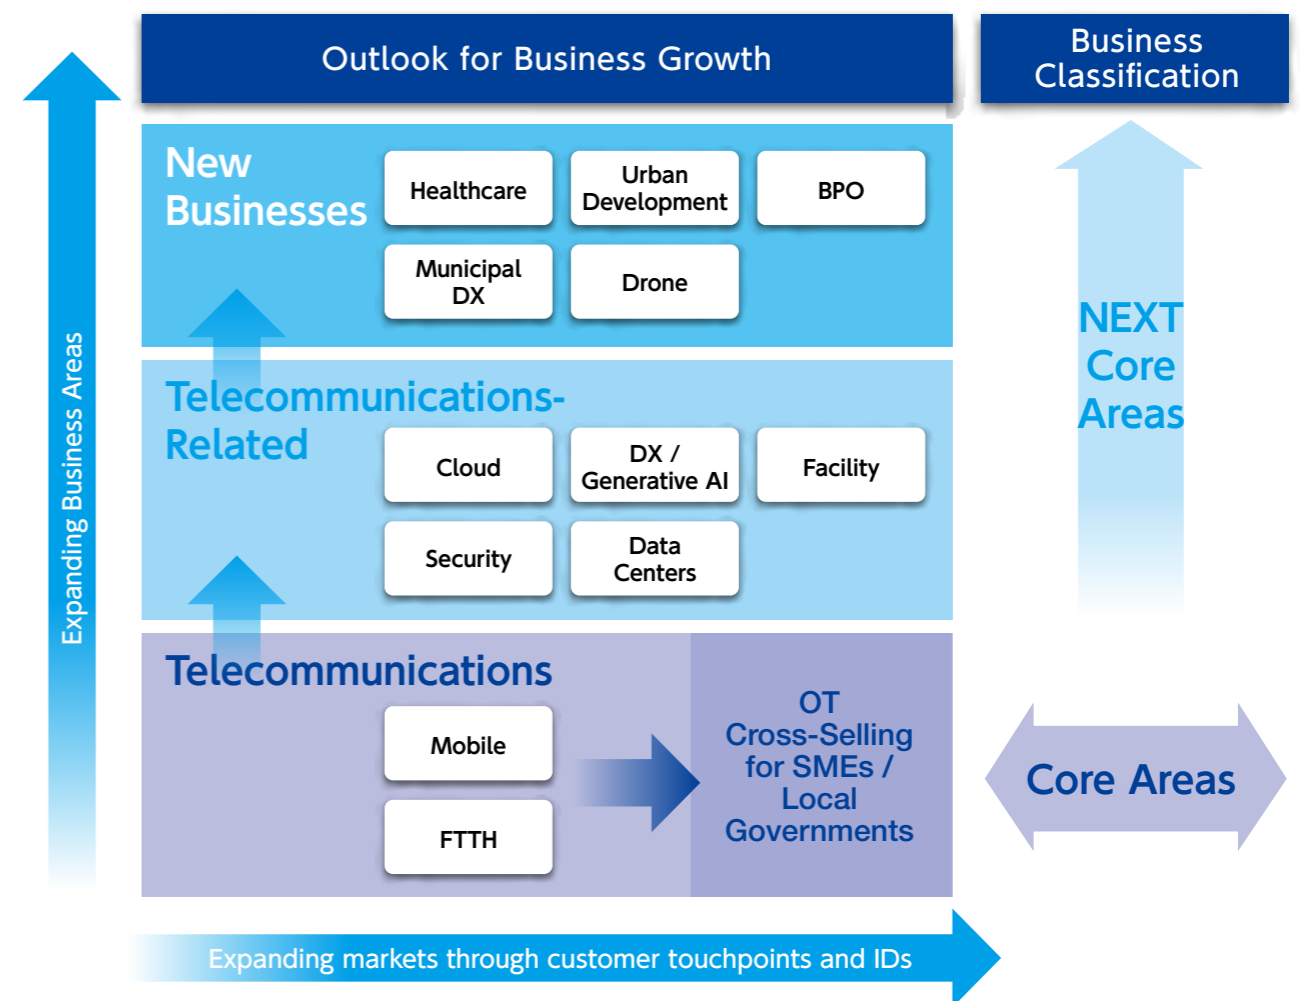 Outlook for Business Growth
Business
Classification
New
Businesses
Healthcare
Urban
Development
BPO
Municipal
DX
Drone
Telecommunications-
Related
Cloud
DX /
Generative AI
Facility
Security
Data
Centers
Telecommunications
Mobile
FTTH
OT
Cross-Selling
for SMEs /
Local
Governments
NEXT
Core
Areas
Core Areas
Expanding Business Areas
Expanding markets through customer touchpoints and IDs